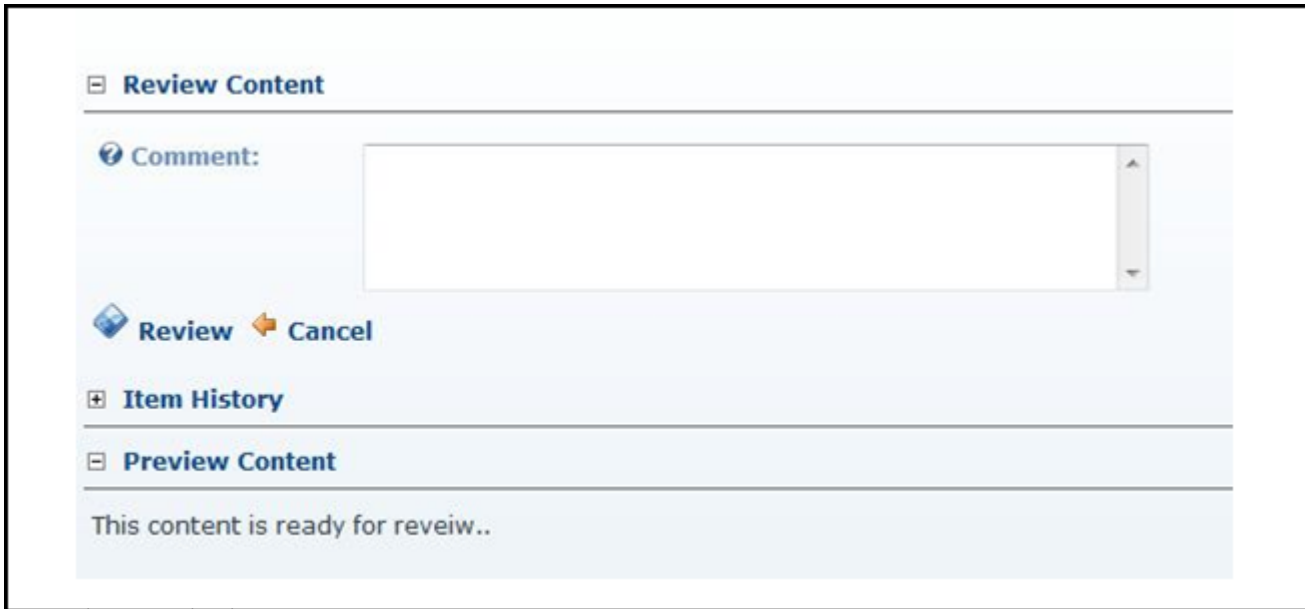 Review Content
Comment:
Review Cancel
Item History
Preview Content
This content is ready for reveiw..